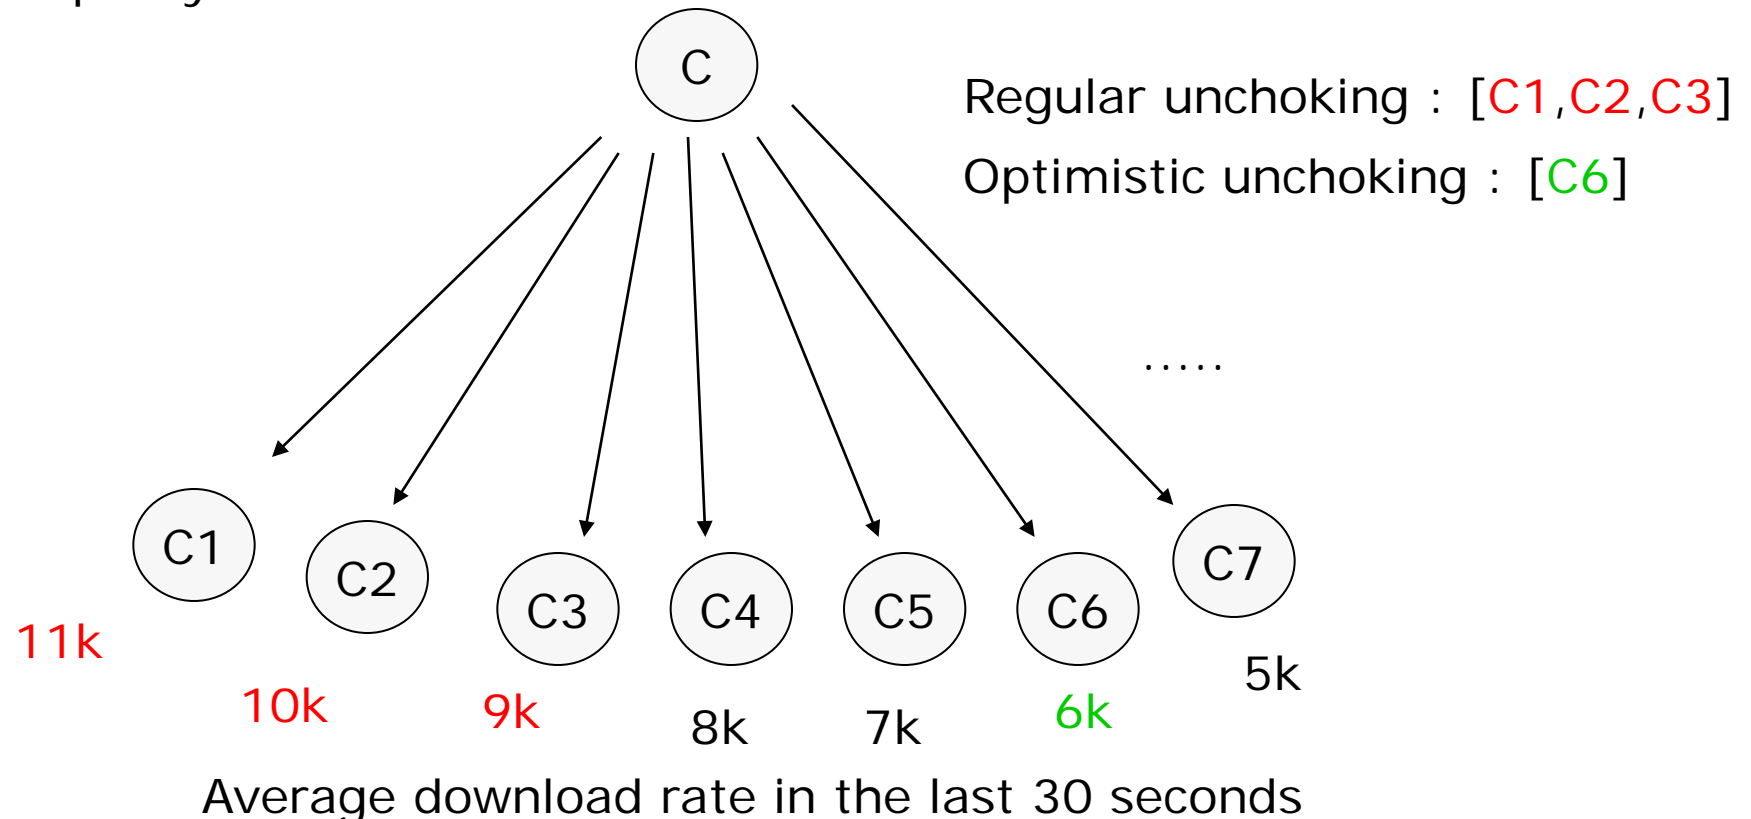 C
Regular unchoking : [C1,C2,C3]
Optimistic unchoking : [C6]
.....
C1
C2
C3
C4
C5
C6
C7
11k
10k
9k
8k
7k
6k
5k
Average download rate in the last 30 seconds